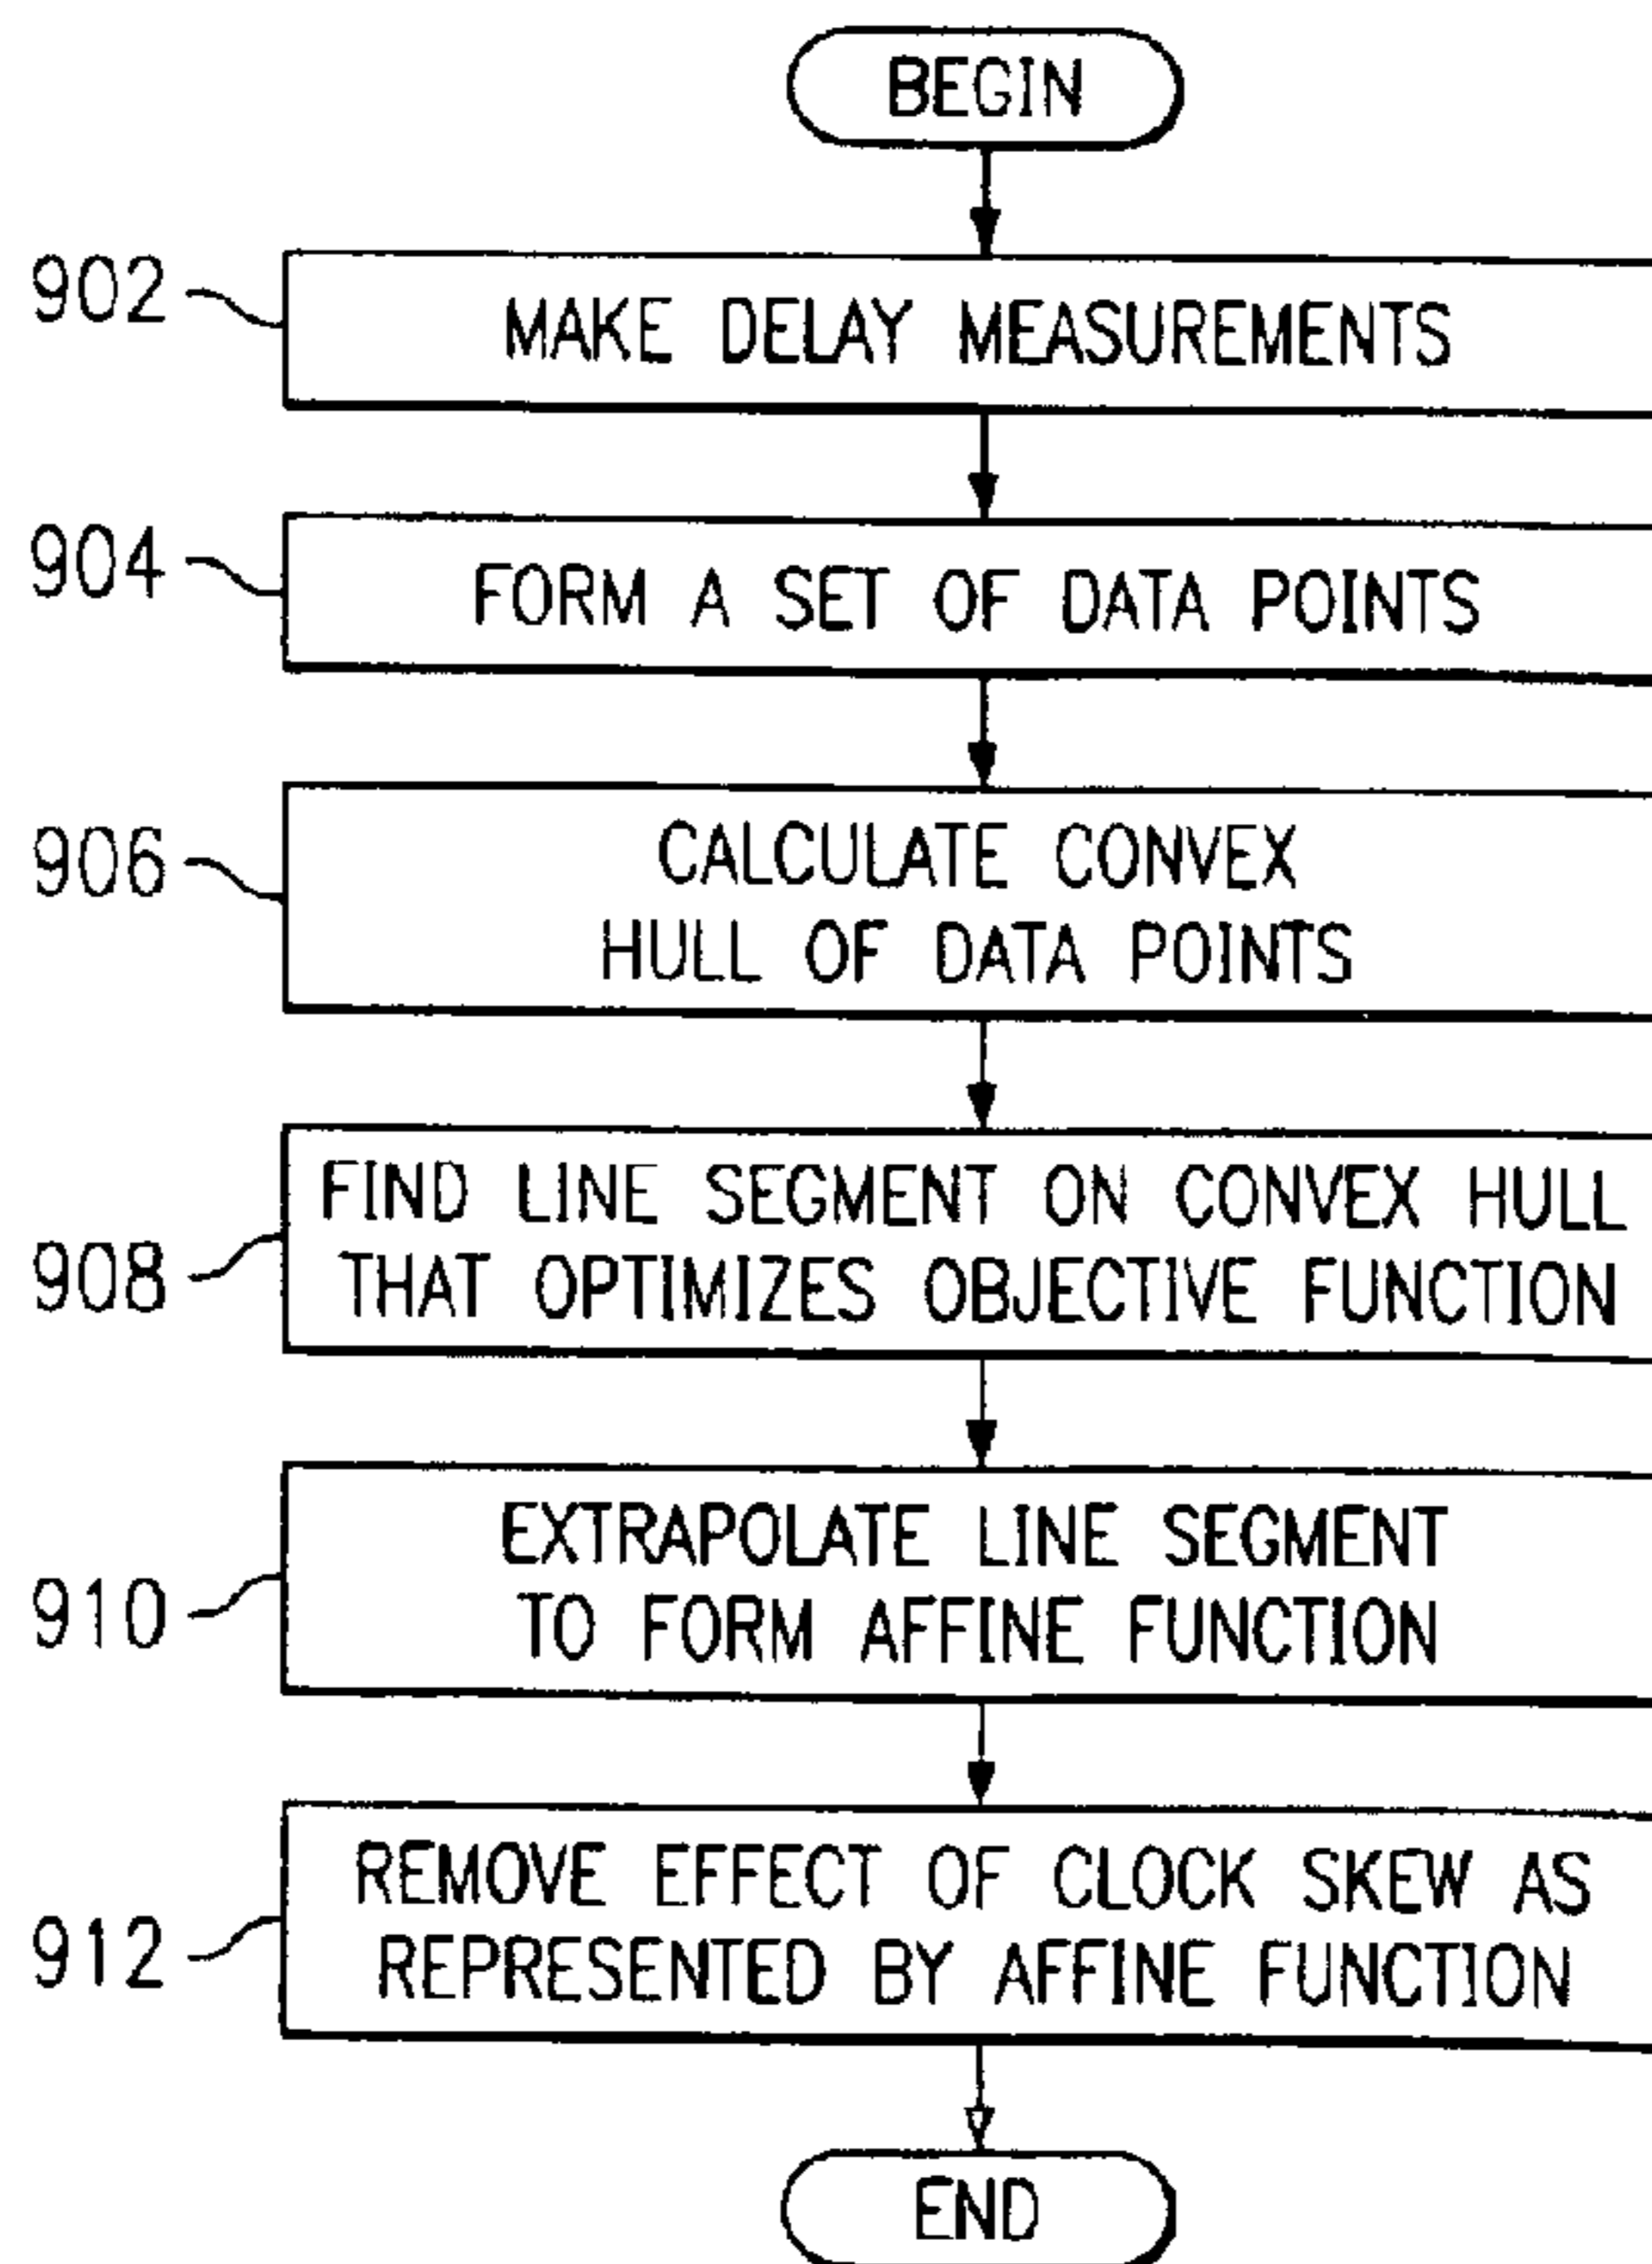 BEGIN
902
MAKE DELAY MEASUREMENTS
904
FORM A SET OF DATA POINTS
906
CALCULATE CONVEX
HULL OF DATA POINTS
908
FIND LINE SEGMENT ON CONVEX HULL
THAT OPTIMIZES OBJECTIVE FUNCTION
910
EXTRAPOLATE LINE SEGMENT
TO FORM AFFINE FUNCTION
912
REMOVE EFFECT OF CLOCK SKEW AS
REPRESENTED BY AFFINE FUNCTION
END